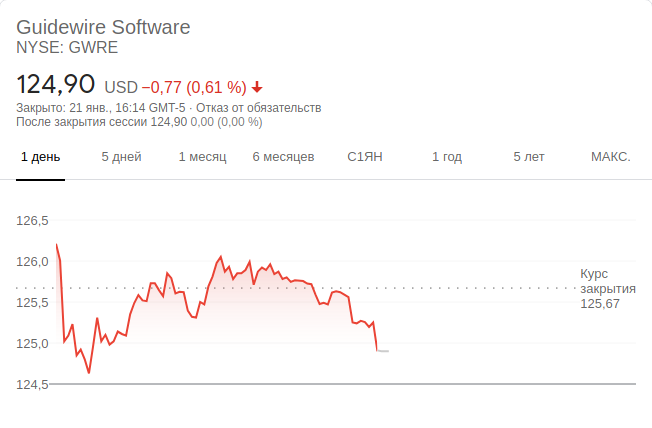 Guidewire Software
NYSE: GWRE
124,90 USD −0,77 (0,61 %)
Закрыто: 21 янв., 16:14 GMT-5 · Отказ от обязательств
После закрытия сессии 124,90 0,00 (0,00 %)
1 день 5 дней 1 месяц 6 месяцев С1ЯН 1 год 5 лет МАКС.
126,5
126,0
125,5
125,0
124,5
Курс
закрытия
125,67